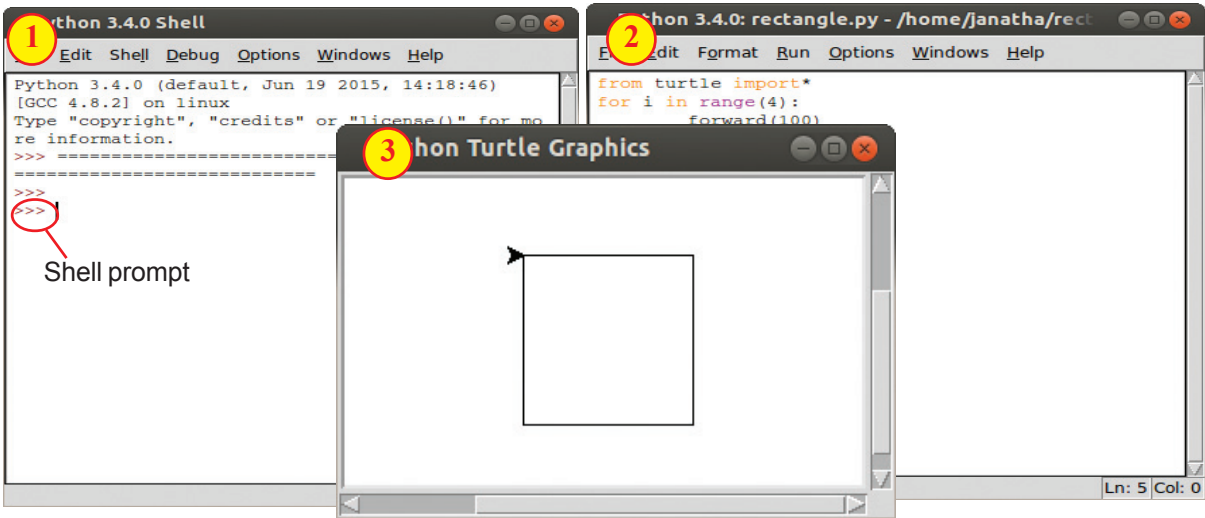 1
ython 3.4.0 Shell
Edit Shell Debug Options Windows Help
Python 3.4.0 (default, Jun 19 2015, 14:18:46)
[GCC 4.8.2] on linux
Type "copyright", "credits" or "license()" for mo
re information.
>>> ==========================
============================
>>>
>>>
Shell prompt
2
thon 3.4.0: rectangle.py - /home/janatha/rect
Edit Format Run Options Windows Help
from turtle import*
for i in range(4):
forward(100)
Ln: 5 Col: 0
3
thon Turtle Graphics